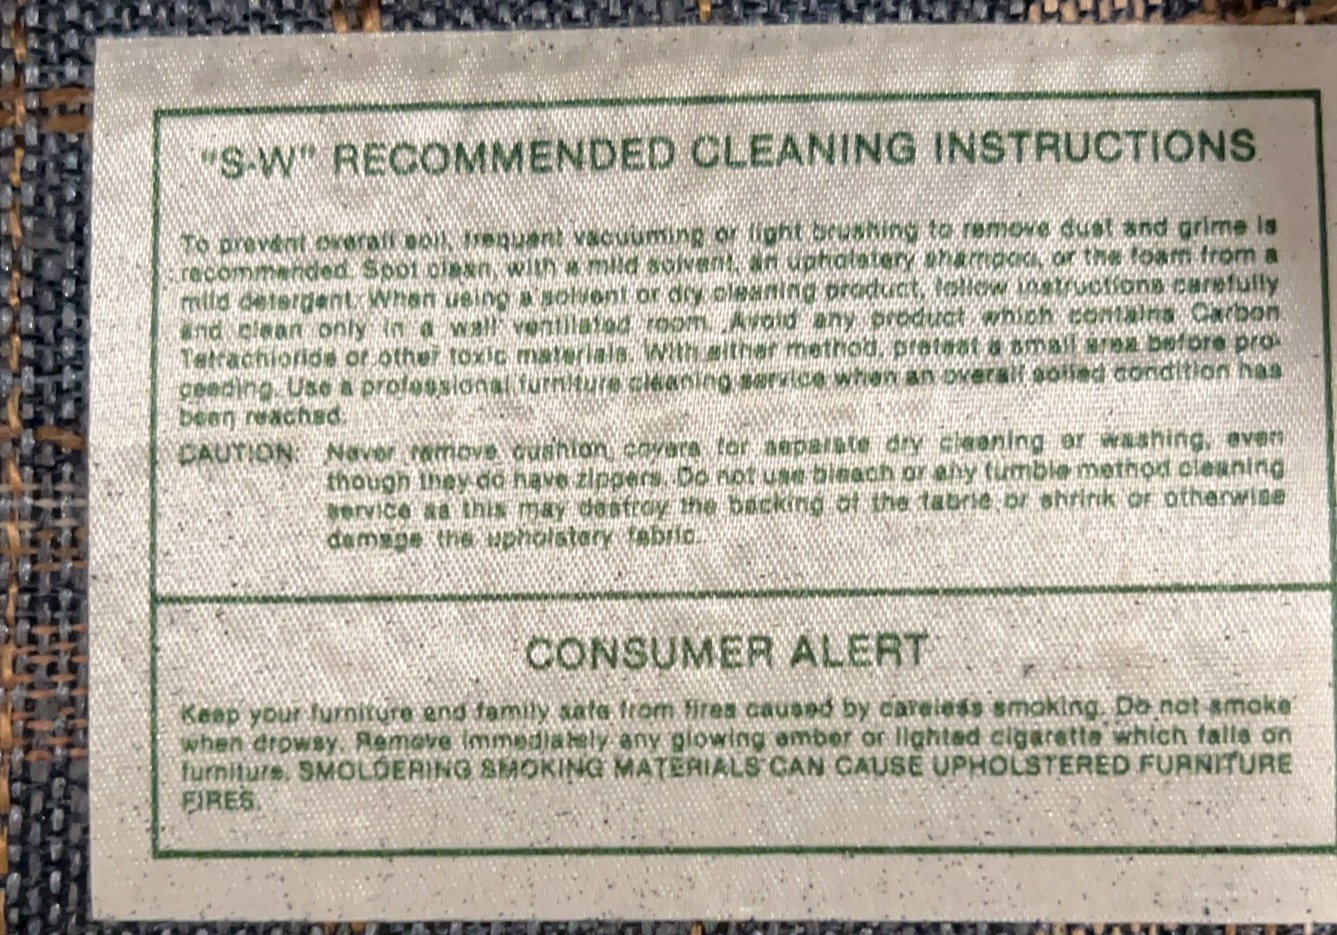 "S-W" RECOMMENDED CLEANING INSTRUCTIONS
To prevent overall soil, frequent vacuuming or light brushing to remove dust and grime is
recommended. Spot clean, with a mild solvent, an upholstery shampoo, or the foam from a
mild detergent. When using a solvent or dry cleaning product, follow instructions carefully
and clean only in a well ventilated room. Avoid any product which contains Carbon
Tetrachloride or other toxic materials. With either method, pretest a small area before pro-
ceeding. Use a professional furniture cleaning service when an overall soiled condition has
been reached.
CAUTION: Never remove cushion covers for separate dry cleaning or washing, even
though they do have zippers. Do not use bleach or any tumble method cleaning
service as this may destroy the backing of the fabric or shrink or otherwise
damage the upholstery fabric.
CONSUMER ALERT
Keep your furniture and family safe from fires caused by careless smoking. Do not smoke
when drowsy. Remove immediately any glowing ember or lighted cigarette which falls on
furniture. SMOLDERING SMOKING MATERIALS CAN CAUSE UPHOLSTERED FURNITURE
FIRES.